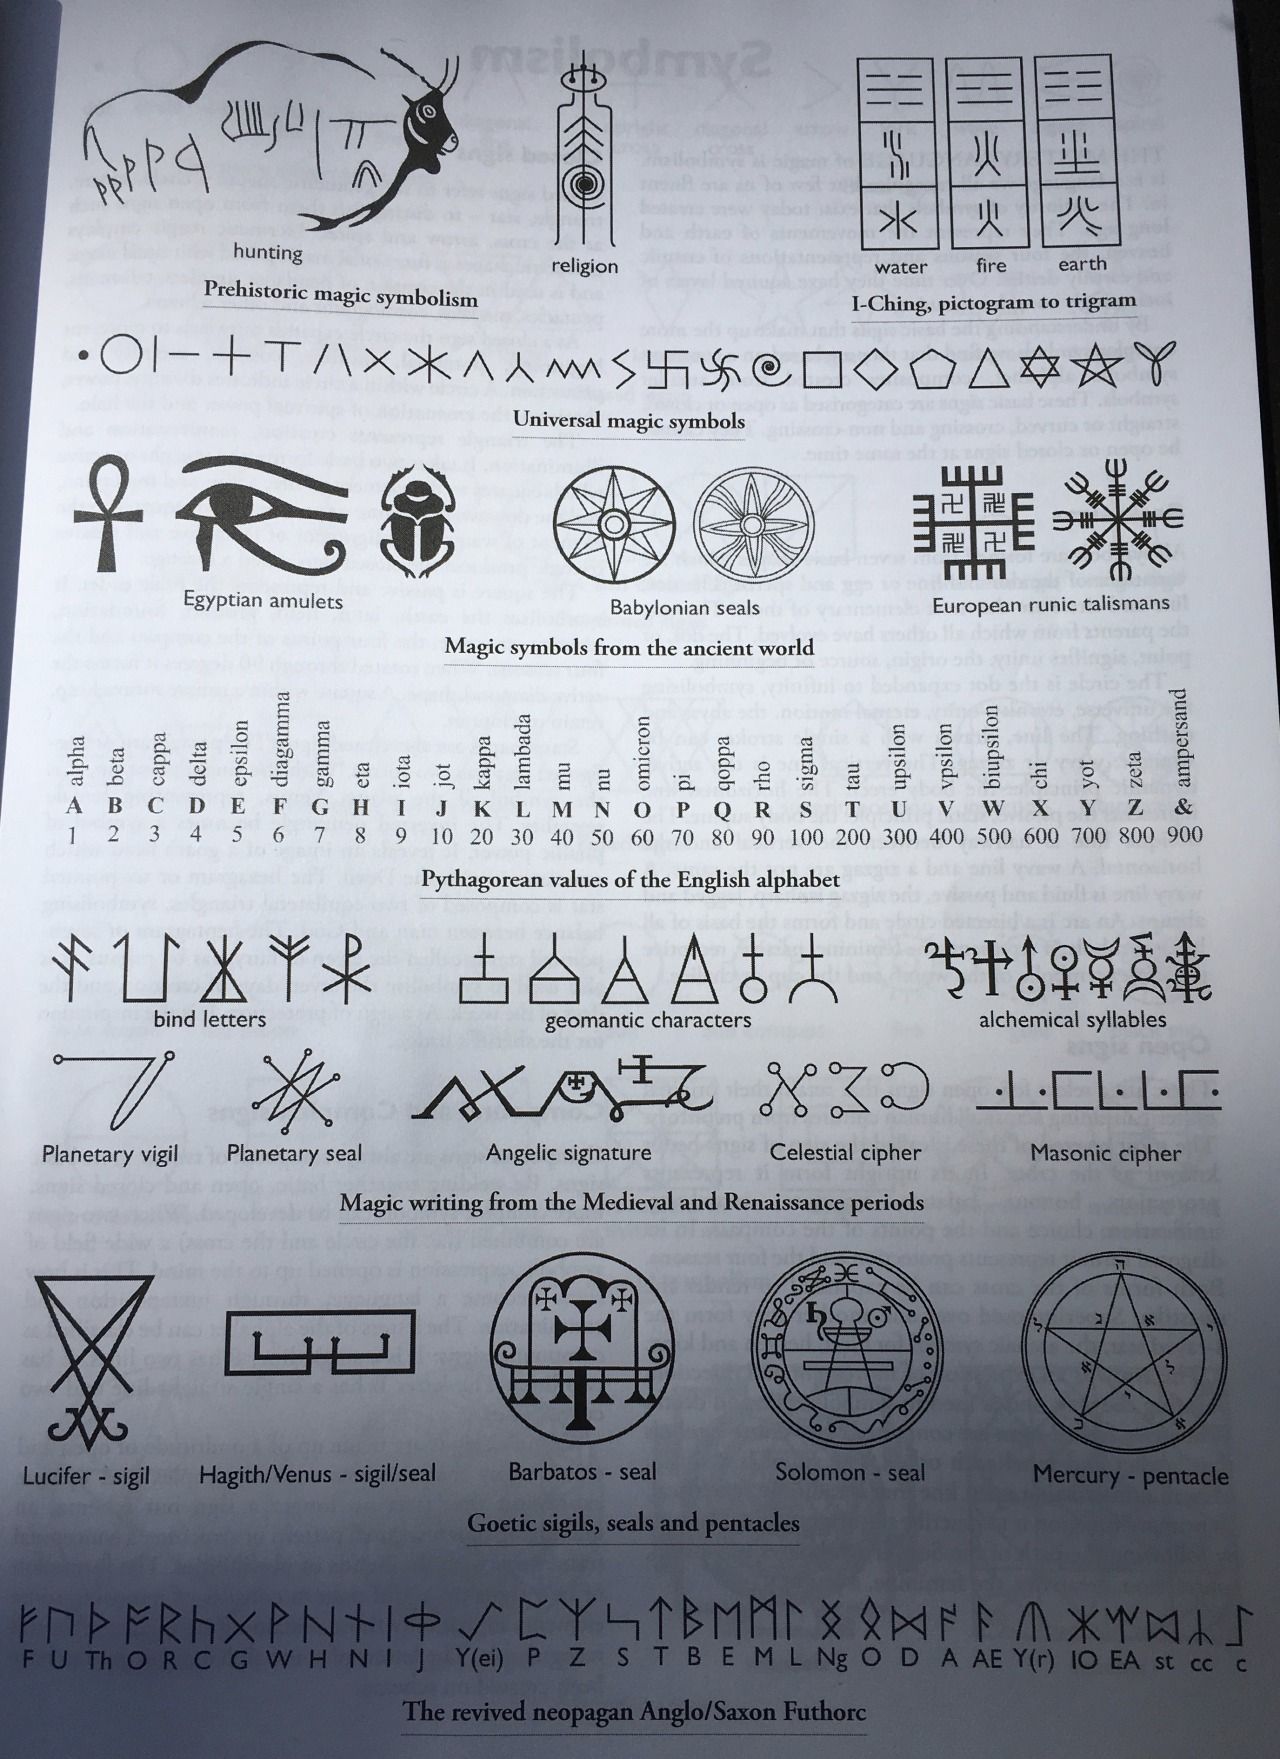 hunting
religion
water fire earth
Prehistoric magic symbolism
I-Ching, pictogram to trigram
Universal magic symbols
Egyptian amulets
Babylonian seals
European runic talismans
Magic symbols from the ancient world
alpha beta cappa delta epsilon diagamma gamma eta iota jot kappa lambada mu nu omicron pi qoppa rho sigma tau upsilon vpsilon wiupsilon chi yot zeta ampersand
A B C D E F G H I J K L M N O P Q R S T U V W X Y Z &
1 2 3 4 5 6 7 8 9 10 20 30 40 50 60 70 80 90 100 200 300 400 500 600 700 800 900
Pythagorean values of the English alphabet
bind letters
geomantic characters
alchemical syllables
Planetary vigil
Planetary seal
Angelic signature
Celestial cipher
Masonic cipher
Magic writing from the Medieval and Renaissance periods
Lucifer - sigil
Hagith/Venus - sigil/seal
Barbatos - seal
Solomon - seal
Mercury - pentacle
Goetic sigils, seals and pentacles
F U Th O R C G W H N I J Y(ei) P Z S T B E M L Ng O D A AE Y(r) IO EA st cc c
The revived neopagan Anglo/Saxon Futhorc